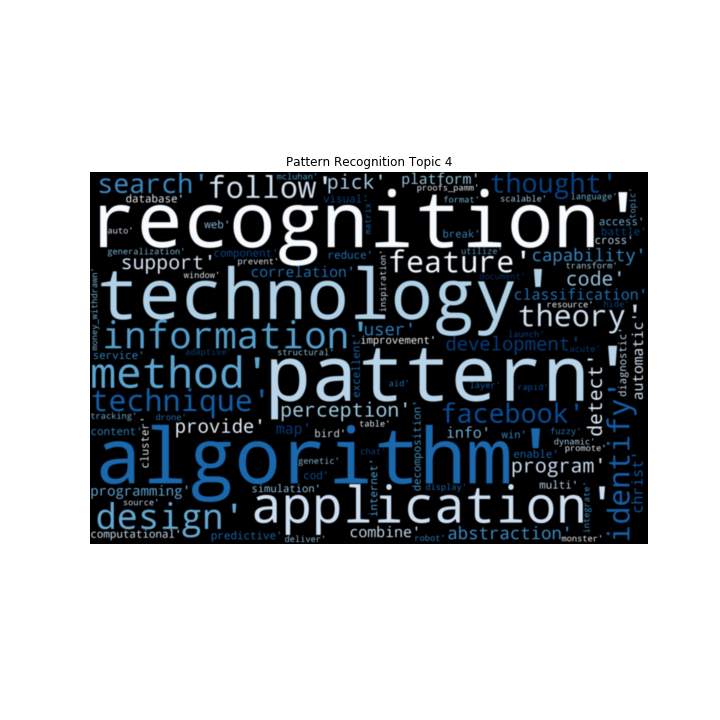 Pattern Recognition Topic 4
search' follow' pick' mcluhan' platform' proofs_pamm' thought' language' topic'
database' visual' format' scalable'
recognition'
auto' web' matrix' break' access' battle' cross'
generalization' component' reduce' utilize'
support' window' prevent' correlation' inspiration' feature' document' capability' transform' code'
technology' classification' resource' hide'
money_withdrawn' information' user' improvement' launch' theory' automatic'
service' adaptive' structural' excellent' development' acute' diagnostic'
method' pattern' aid' layer' rapid'
technique' perception' facebook' detect' identify'
tracking' drone' provide' map' table' decomposition' info' win' fuzzy' dynamic'
content' cluster' bird' chat' enable' promote'
algorithm' genetic' cod' internet' program' christ'
programming' simulation' display' multi' integrate'
source' design' application'
computational' predictive' deliver' combine' robot' abstraction' monster'